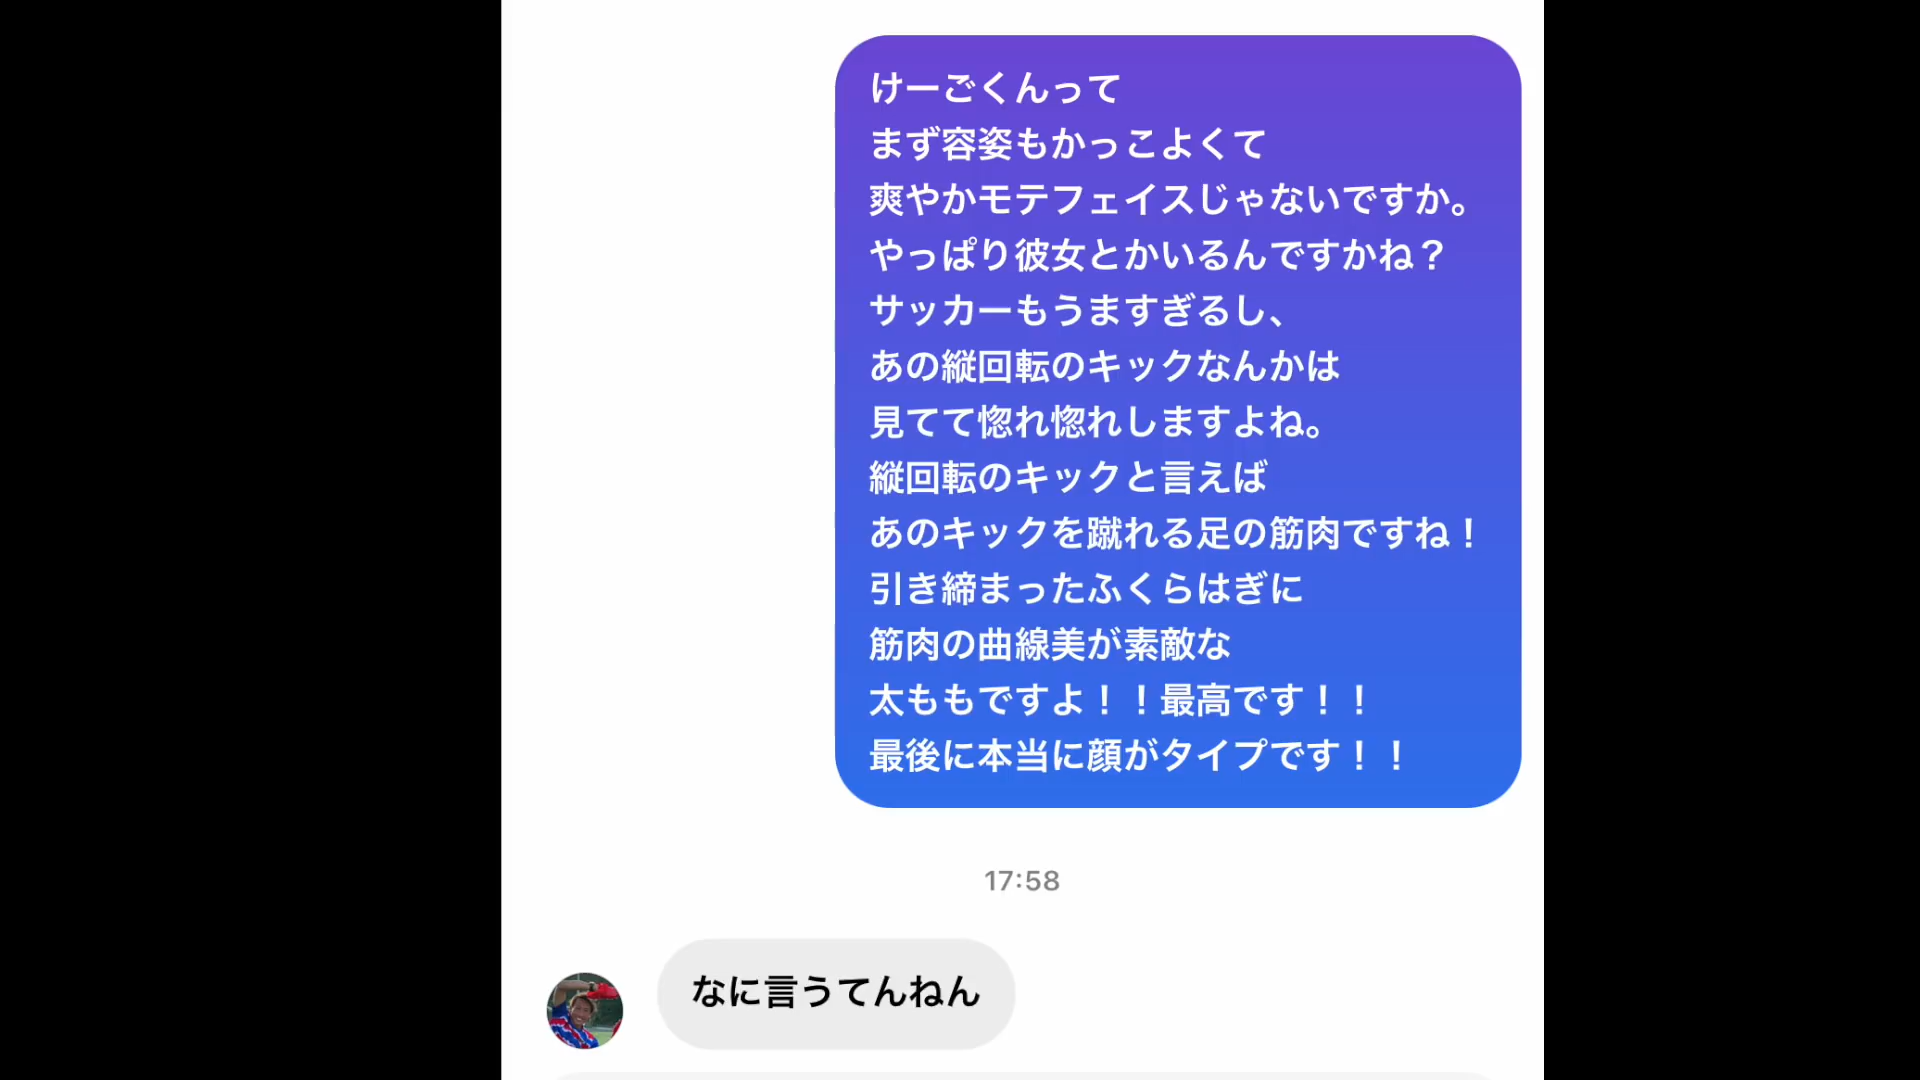 けーごくんって
まず容姿もかっこよくて
爽やかモテフェイスじゃないですか。
やっぱり彼女とかいるんですかね？
サッカーもうますぎるし、
あの縦回転のキックなんかは
見てて惚れ惚れしますよね。
縦回転のキックと言えば
あのキックを蹴れる足の筋肉ですね！
引き締まったふくらはぎに
筋肉の曲線美が素敵な
太ももですよ！！最高です！！
最後に本当に顔がタイプです！！
17:58
なに言うてんねん